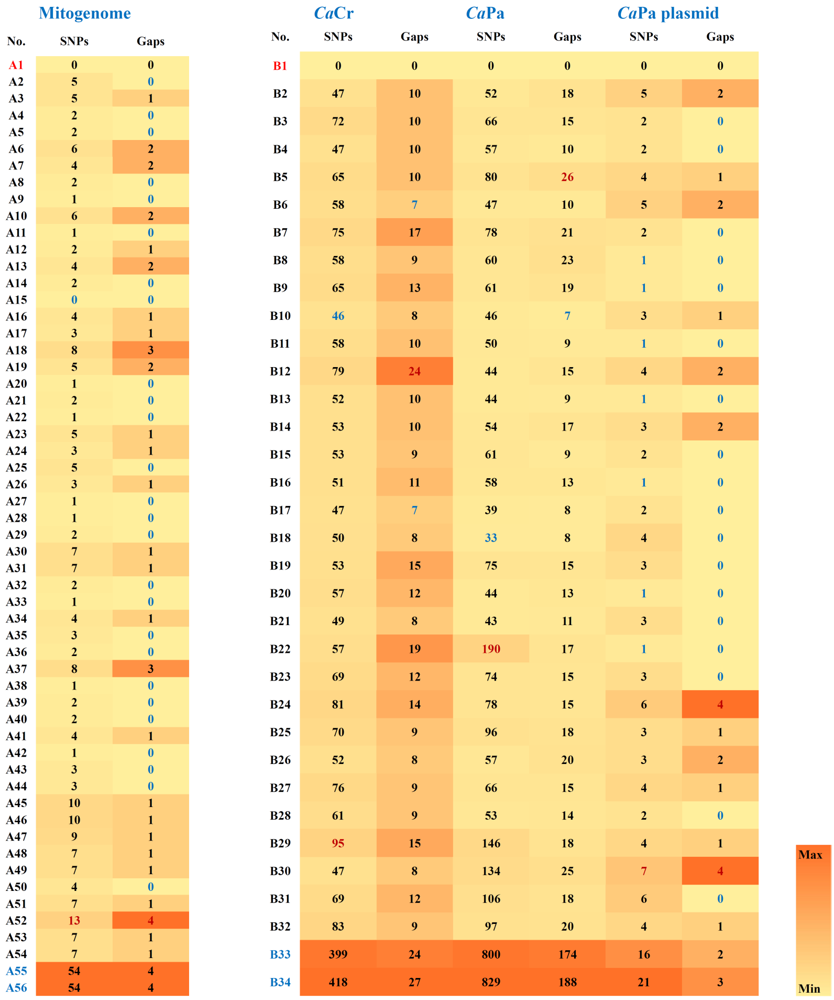 Mitogenome
No. SNPs Gaps
A1 0 0
A2 5 0
A3 5 1
A4 2 0
A5 2 0
A6 6 2
A7 4 2
A8 2 0
A9 1 0
A10 6 2
A11 1 0
A12 2 1
A13 4 2
A14 2 0
A15 0 0
A16 4 1
A17 3 1
A18 8 3
A19 5 2
A20 1 0
A21 2 0
A22 1 0
A23 5 1
A24 3 1
A25 5 0
A26 3 1
A27 1 0
A28 1 0
A29 2 0
A30 7 1
A31 7 1
A32 2 0
A33 1 0
A34 4 1
A35 3 0
A36 2 0
A37 8 3
A38 1 0
A39 2 0
A40 2 0
A41 4 1
A42 1 0
A43 3 0
A44 3 0
A45 10 1
A46 10 1
A47 9 1
A48 7 1
A49 7 1
A50 4 0
A51 7 1
A52 13 4
A53 7 1
A54 7 1
A55 54 4
A56 54 4
CaCr CaPa CaPa plasmid
No. SNPs Gaps SNPs Gaps SNPs Gaps
B1 0 0 0 0 0 0
B2 47 10 52 18 5 2
B3 72 10 66 15 2 0
B4 47 10 57 10 2 0
B5 65 10 80 26 4 1
B6 58 7 47 10 5 2
B7 75 17 78 21 2 0
B8 58 9 60 23 1 0
B9 65 13 61 19 1 0
B10 46 8 46 7 3 1
B11 58 10 50 9 1 0
B12 79 24 44 15 4 2
B13 52 10 44 9 1 0
B14 53 10 54 17 3 2
B15 53 9 61 9 2 0
B16 51 11 58 13 1 0
B17 47 7 39 8 2 0
B18 50 8 33 8 4 0
B19 53 15 75 15 3 0
B20 57 12 44 13 1 0
B21 49 8 43 11 3 0
B22 57 19 190 17 1 0
B23 69 12 74 15 3 0
B24 81 14 78 15 6 4
B25 70 9 96 18 3 1
B26 52 8 57 20 3 2
B27 76 9 66 15 4 1
B28 61 9 53 14 2 0
B29 95 15 146 18 4 1
B30 47 8 134 25 7 4
B31 69 12 106 18 6 0
B32 83 9 97 20 4 1
B33 399 24 800 174 16 2
B34 418 27 829 188 21 3
Max
Min